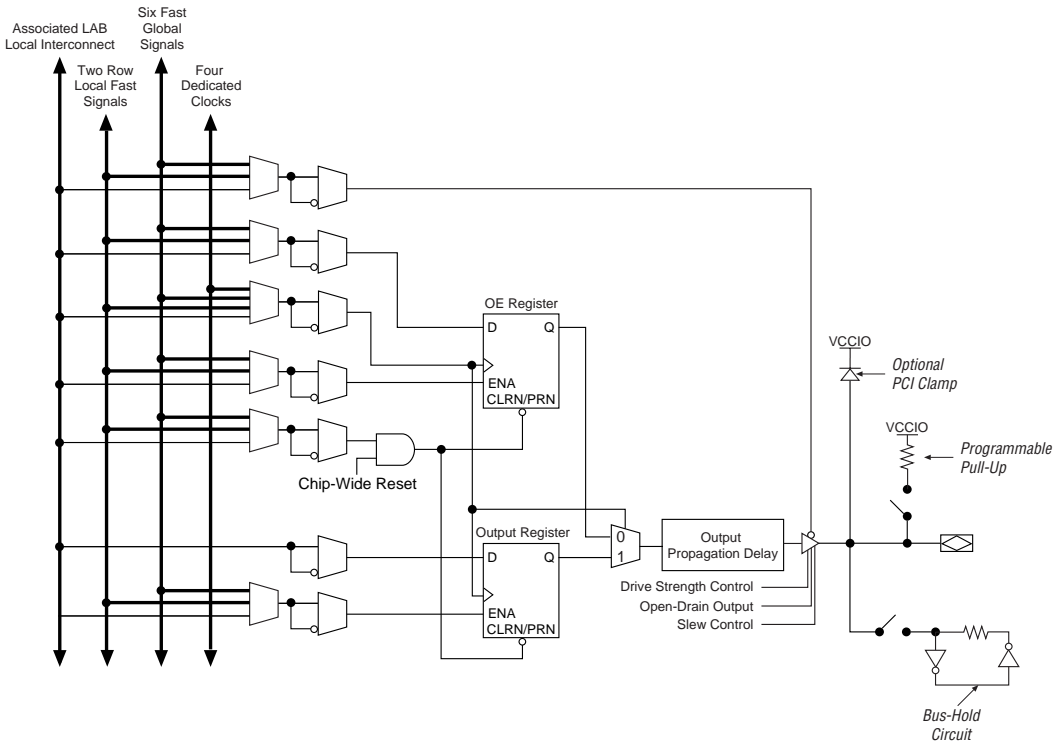 Associated LAB
Local Interconnect
Six Fast
Global
Signals
Two Row
Local Fast
Signals
Four
Dedicated
Clocks
OE Register
D
Q
ENA
CLRN/PRN
VCCIO
Optional
PCI Clamp
VCCIO
Programmable
Pull-Up
Chip-Wide Reset
Output Register
D
Q
ENA
CLRN/PRN
0
1
Output
Propagation Delay
Drive Strength Control
Open-Drain Output
Slew Control
Bus-Hold
Circuit